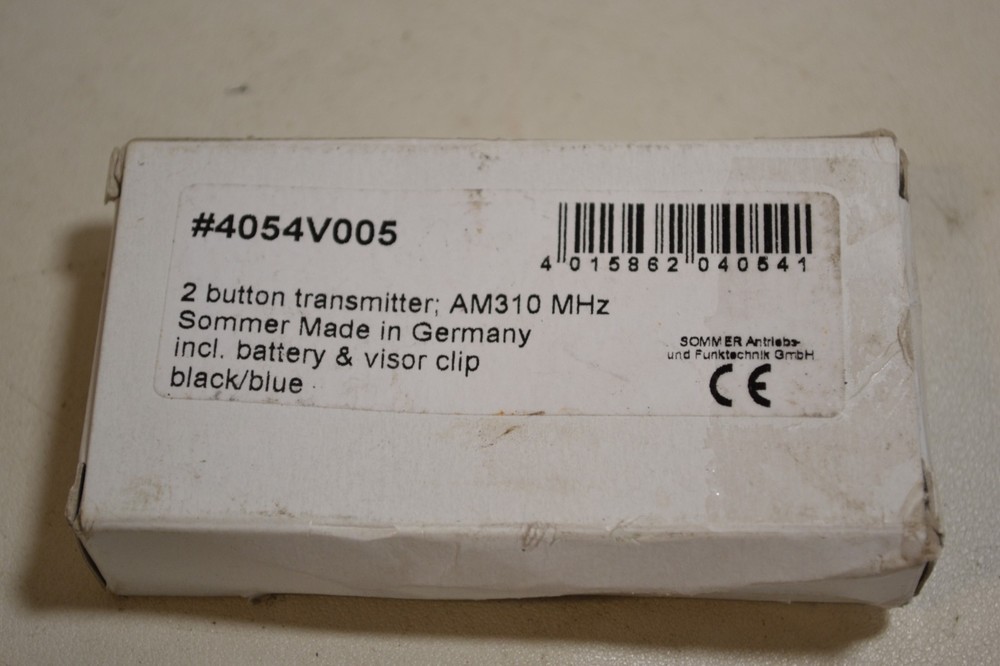 #4054V005
4 015862 040541
2 button transmitter; AM310 MHz
Sommer Made in Germany
incl. battery & visor clip
black/blue
SOMMER Antriebs-
und Funktechnik GmbH
CE